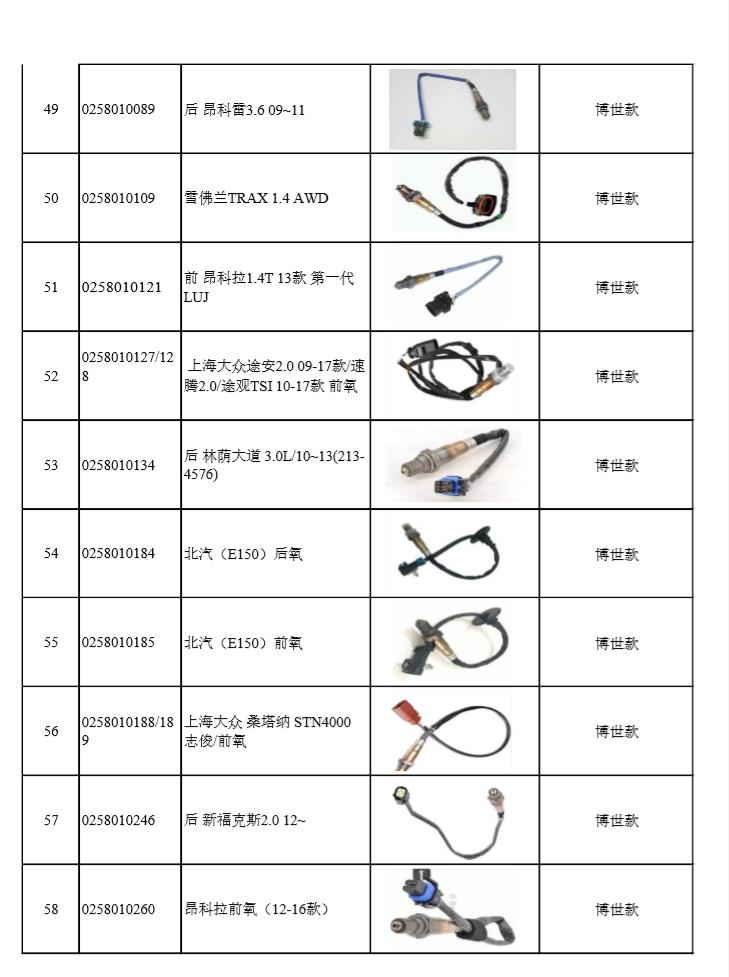 49 0258010089 后 昂科雷3.6 09~11 博世款
50 0258010109 雪佛兰TRAX 1.4 AWD 博世款
51 0258010121 前 昂科拉1.4T 13款 第一代
LUJ 博世款
52 0258010127/12
8 上海大众途安2.0 09-17款/速
腾2.0/途观TSI 10-17款 前氧 博世款
53 0258010134 后 林荫大道 3.0L/10~13(213-
4576) 博世款
54 0258010184 北汽（E150）后氧 博世款
55 0258010185 北汽（E150）前氧 博世款
56 0258010188/18
9 上海大众 桑塔纳 STN4000
志俊/前氧 博世款
57 0258010246 后 新福克斯2.0 12~ 博世款
58 0258010260 昂科拉前氧（12-16款） 博世款